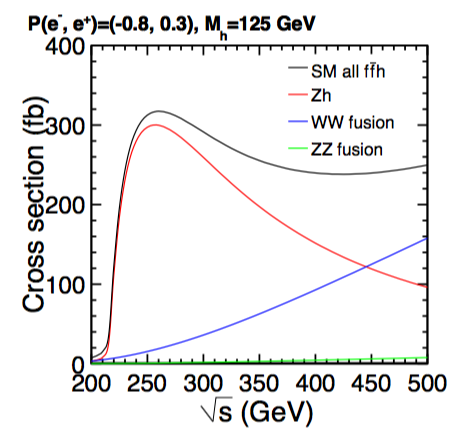 P(e⁻, e⁺)=(-0.8, 0.3), Mₕ=125 GeV
400
300
200
100
0
Cross section (fb)
SM all ff̄h
Zh
WW fusion
ZZ fusion
200 250 300 350 400 450 500
√s (GeV)